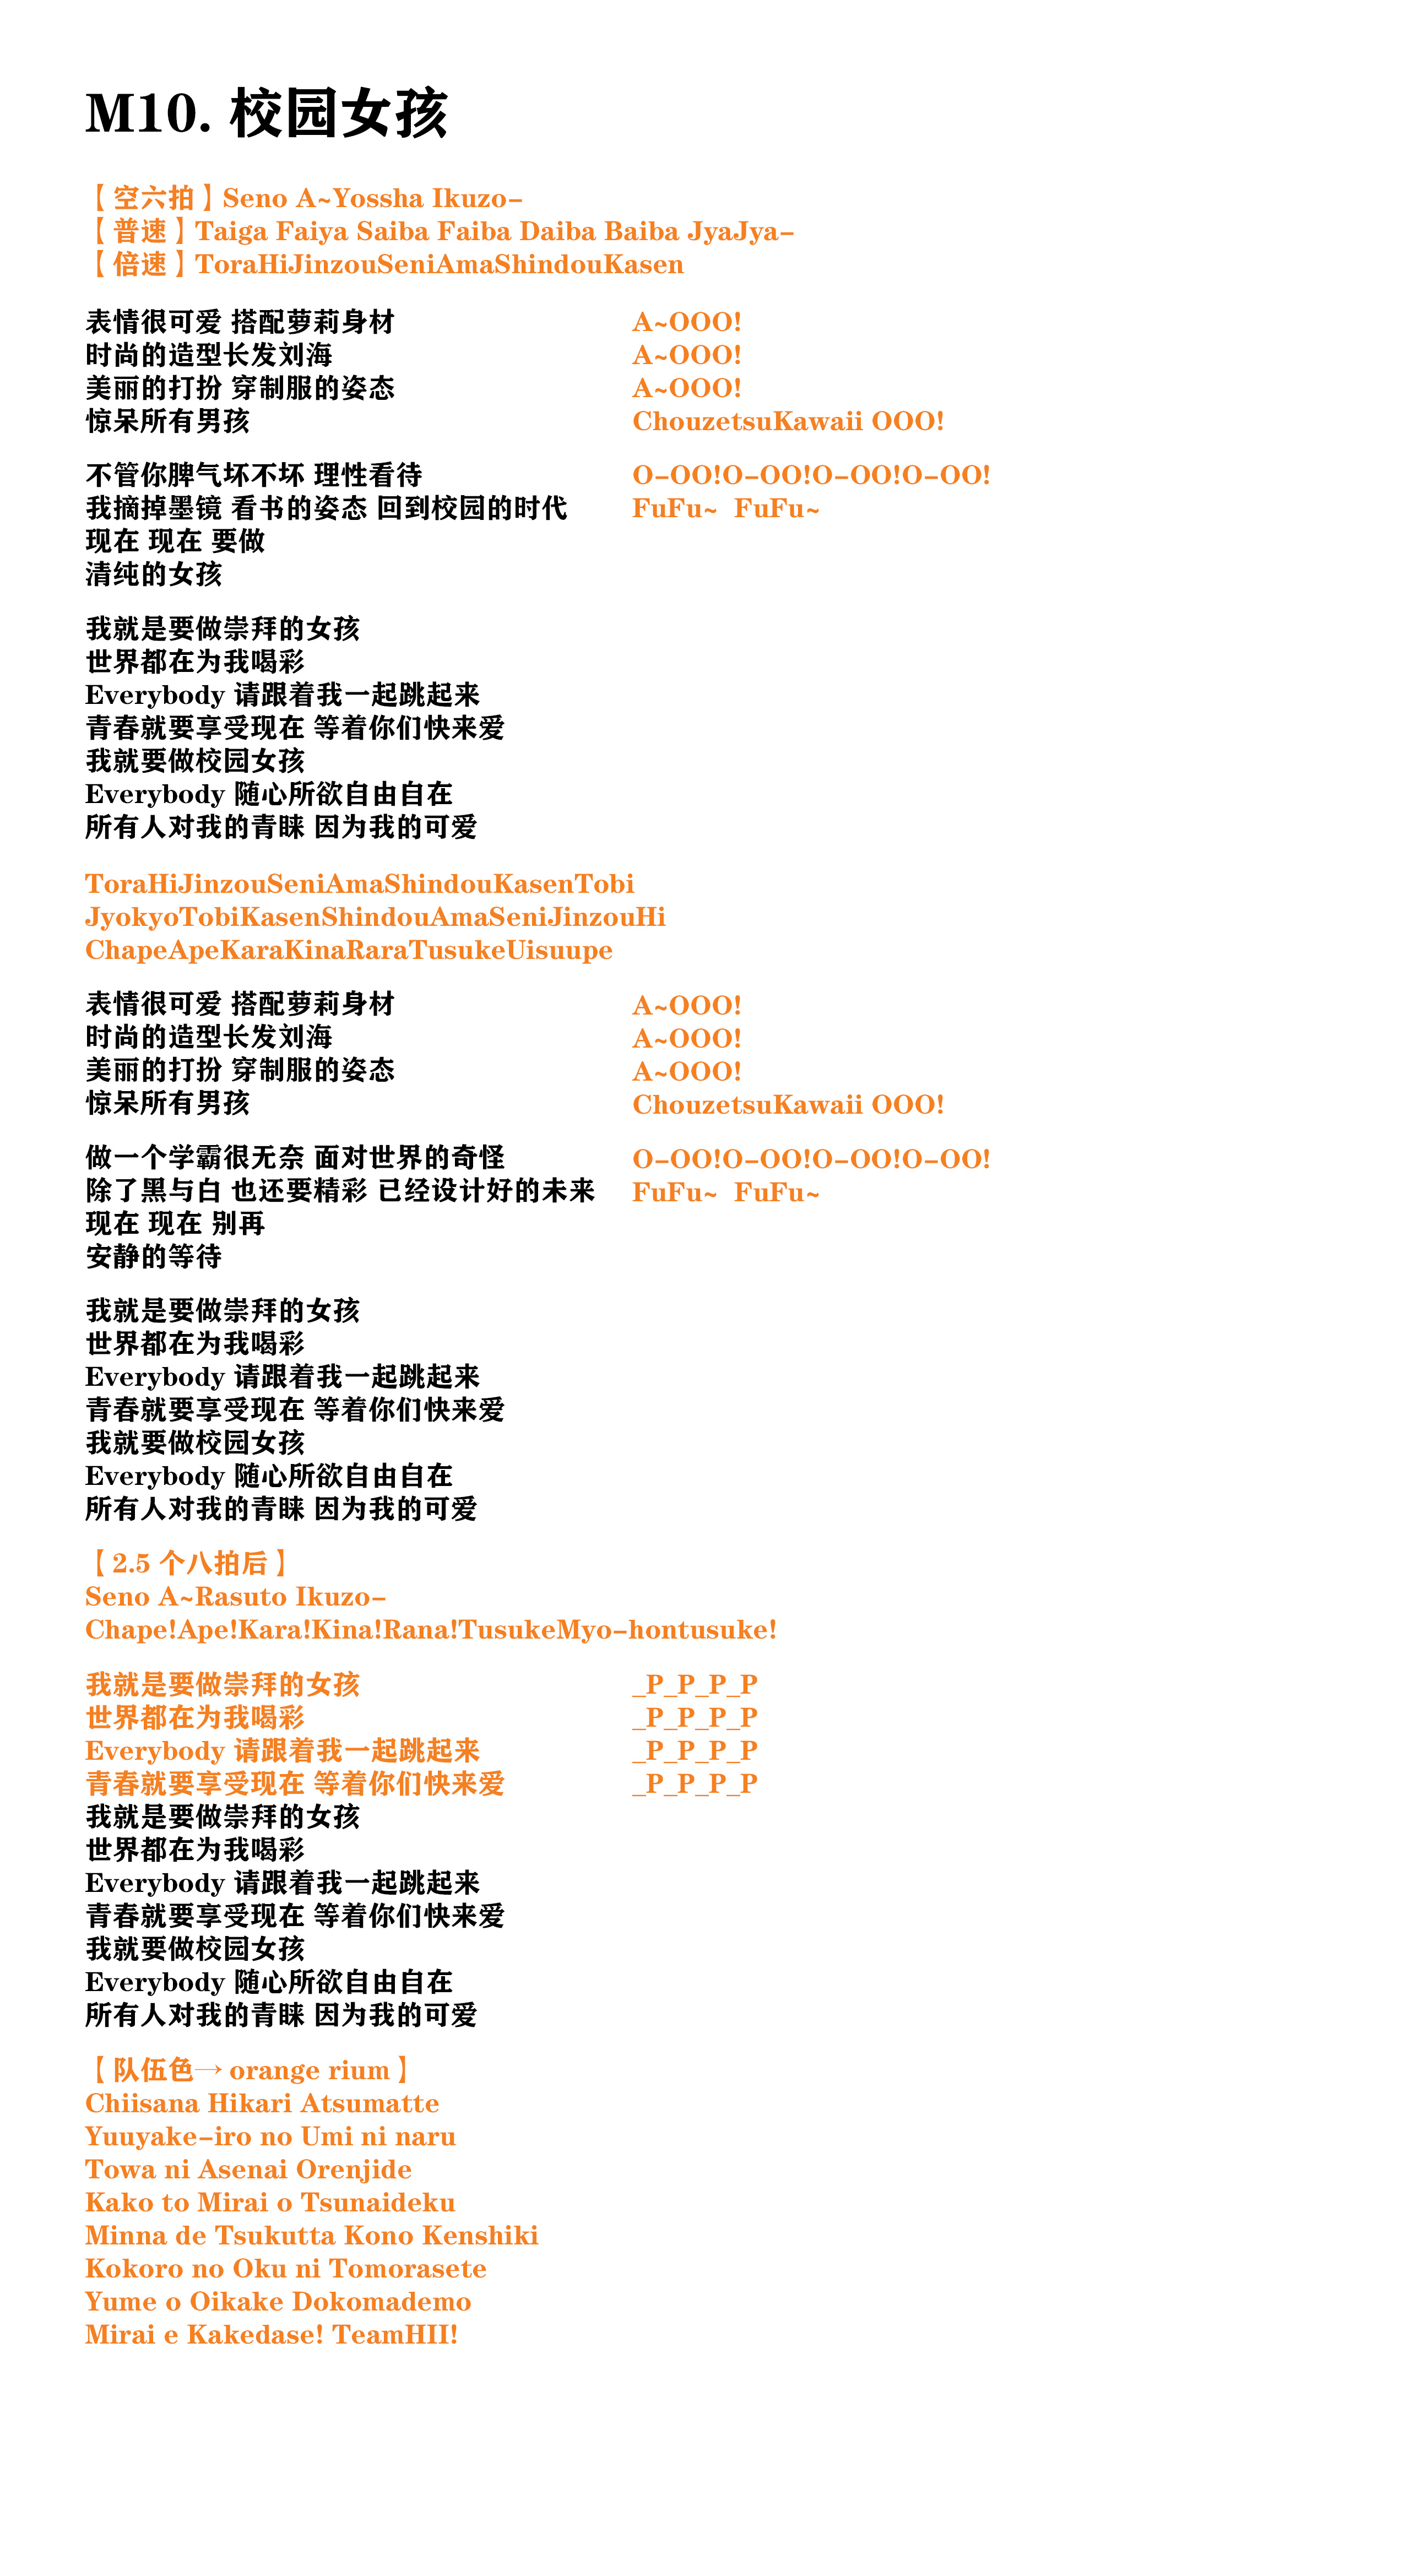 M10. 校园女孩
【空六拍】Seno A~Yossha Ikuzo-
【普速】Taiga Faiya Saiba Faiba Daiba Baiba JyaJya-
【倍速】ToraHiJinzouSeniAmaShindouKasen
表情很可爱 搭配萝莉身材 A~OOO!
时尚的造型长发刘海 A~OOO!
美丽的打扮 穿制服的姿态 A~OOO!
惊呆所有男孩 ChouzetsuKawaii OOO!
不管你脾气坏不坏 理性看待 O-OO!O-OO!O-OO!O-OO!
我摘掉墨镜 看书的姿态 回到校园的时代 FuFu~ FuFu~
现在 现在 要做
清纯的女孩
我就是要做崇拜的女孩
世界都在为我喝彩
Everybody 请跟着我一起跳起来
青春就要享受现在 等着你们快来爱
我就要做校园女孩
Everybody 随心所欲自由自在
所有人对我的青睐 因为我的可爱
ToraHiJinzouSeniAmaShindouKasenTobi
JyokyoTobiKasenShindouAmaSeniJinzouHi
ChapeApeKaraKinaRaraTusukeUisuupe
表情很可爱 搭配萝莉身材 A~OOO!
时尚的造型长发刘海 A~OOO!
美丽的打扮 穿制服的姿态 A~OOO!
惊呆所有男孩 ChouzetsuKawaii OOO!
做一个学霸很无奈 面对世界的奇怪 O-OO!O-OO!O-OO!O-OO!
除了黑与白 也还要精彩 已经设计好的未来 FuFu~ FuFu~
现在 现在 别再
安静的等待
我就是要做崇拜的女孩
世界都在为我喝彩
Everybody 请跟着我一起跳起来
青春就要享受现在 等着你们快来爱
我就要做校园女孩
Everybody 随心所欲自由自在
所有人对我的青睐 因为我的可爱
【2.5 个八拍后】
Seno A~Rasuto Ikuzo-
Chape!Ape!Kara!Kina!Rana!TusukeMyo-hontusuke!
我就是要做崇拜的女孩 _P_P_P_P
世界都在为我喝彩 _P_P_P_P
Everybody 请跟着我一起跳起来 _P_P_P_P
青春就要享受现在 等着你们快来爱 _P_P_P_P
我就是要做崇拜的女孩
世界都在为我喝彩
Everybody 请跟着我一起跳起来
青春就要享受现在 等着你们快来爱
我就要做校园女孩
Everybody 随心所欲自由自在
所有人对我的青睐 因为我的可爱
【队伍色→ orange rium】
Chiisana Hikari Atsumatte
Yuuyake-iro no Umi ni naru
Towa ni Asenai Orenjide
Kako to Mirai o Tsunaideku
Minna de Tsukutta Kono Kenshiki
Kokoro no Oku ni Tomorasete
Yume o Oikake Dokomademo
Mirai e Kakedase! TeamHII!